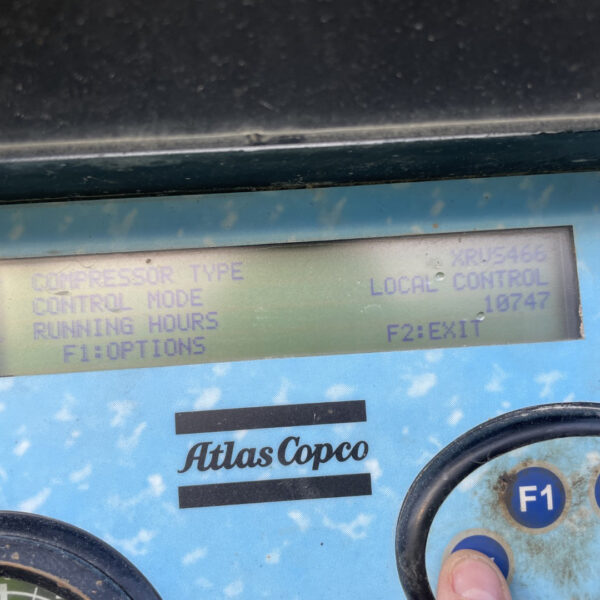 COMPRESSOR TYPE XRVS466
CONTROL MODE LOCAL CONTROL
RUNNING HOURS 10747
F1:OPTIONS F2:EXIT
Atlas Copco
F1